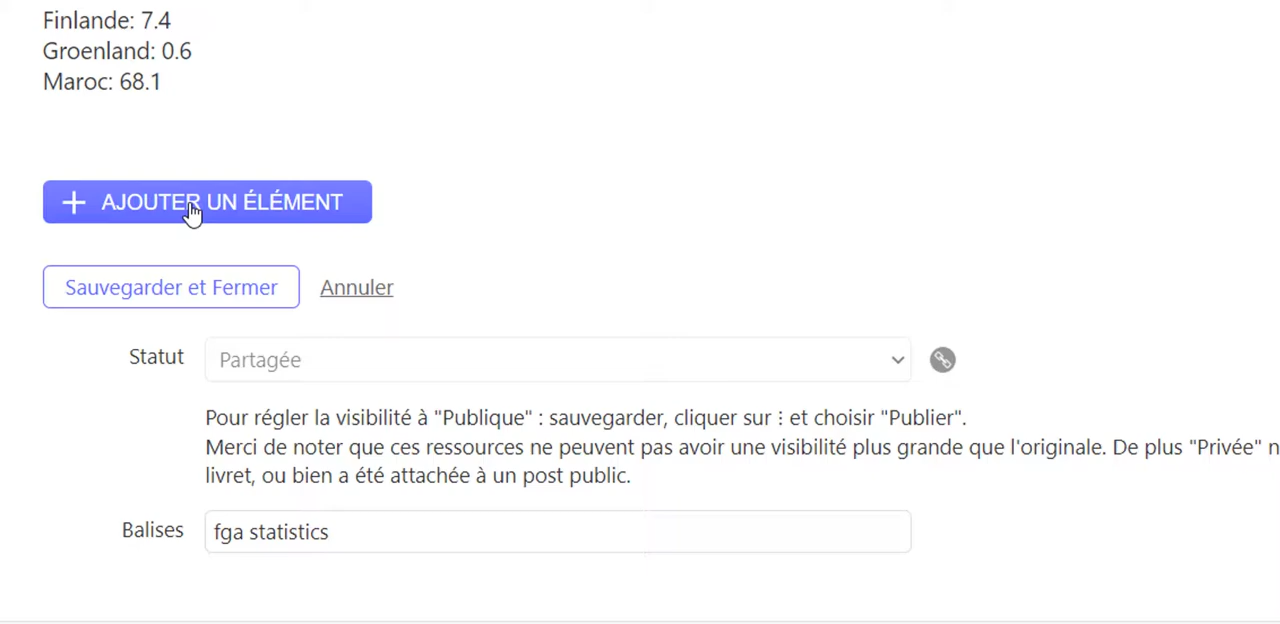 Finlande: 7.4
Groenland: 0.6
Maroc: 68.1
+ AJOUTER UN ÉLÉMENT
Sauvegarder et Fermer Annuler
Statut Partagée
Pour régler la visibilité à "Publique" : sauvegarder, cliquer sur ⋮ et choisir "Publier".
Merci de noter que ces ressources ne peuvent pas avoir une visibilité plus grande que l'originale. De plus "Privée" n
livret, ou bien a été attachée à un post public.
Balises fga statistics